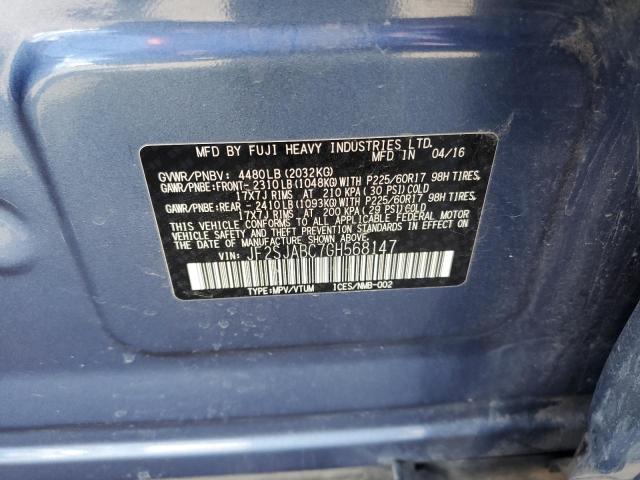 MFD BY FUJI HEAVY INDUSTRIES LTD.
MFD IN 04/16
GVWR/PNBV: 4480LB (2032KG)
GAWR/PNBE:FRONT- 2310LB (1048KG) WITH P225/60R17 98H TIRES,
17X7J RIMS AT 210 KPA (30 PSI) COLD
GAWR/PNBE:REAR - 2410LB (1093KG) WITH P225/60R17 98H TIRES,
17X7J RIMS AT 200 KPA (29 PSI) COLD
THIS VEHICLE CONFORMS TO ALL APPLICABLE FEDERAL MOTOR
VEHICLE SAFETY AND THEFT PREVENTION STANDARDS IN EFFECT
ON THE DATE OF MANUFACTURE SHOWN ABOVE.
VIN: JF2SJABC7GH568147
TYPE:MPV/VTUM ICES/NMB-002